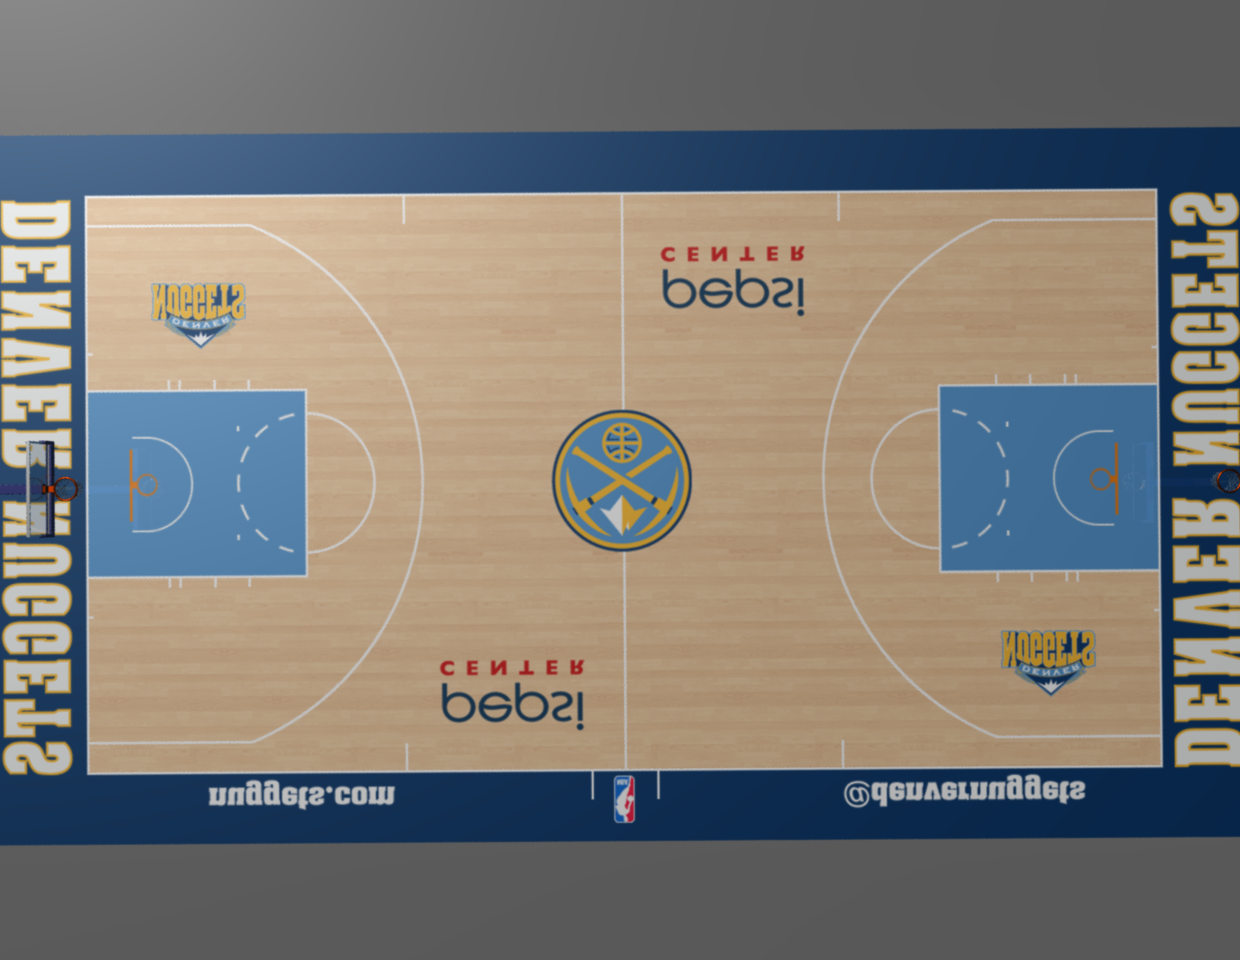 DENVER NUGGETS
DENVER NUGGETS
CENTER
pepsi
NUGGETS
DENVER
CENTER
pepsi
NUGGETS
DENVER
nuggets.com
@denvernuggets